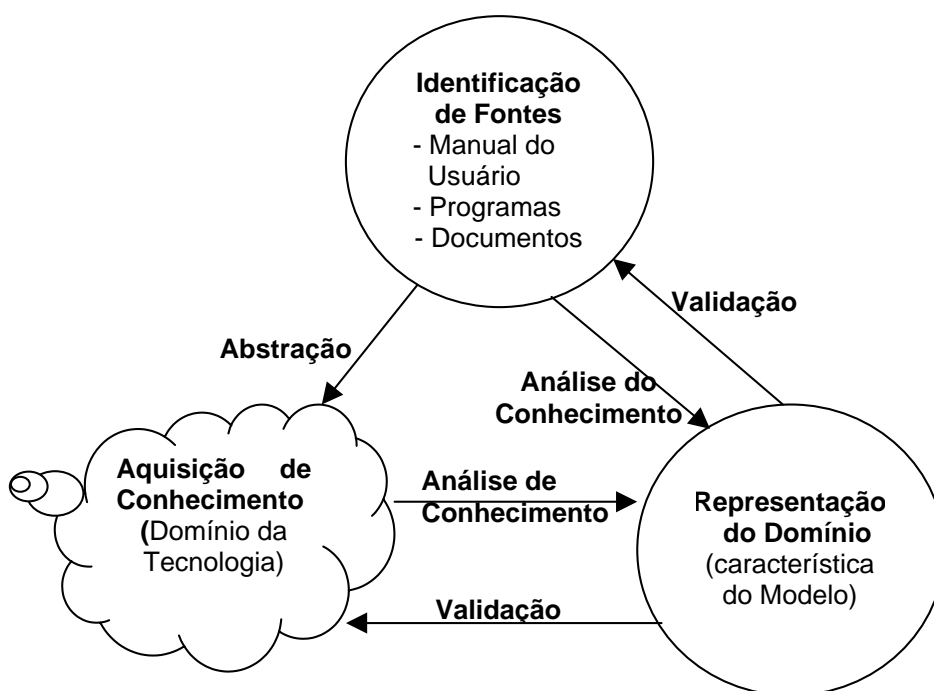 Identificação
de Fontes
- Manual do
Usuário
- Programas
- Documentos
Validação
Abstração
Análise do
Conhecimento
Aquisição de
Conhecimento
(Domínio da
Tecnologia)
Análise de
Conhecimento
Representação
do Domínio
(característica
do Modelo)
Validação